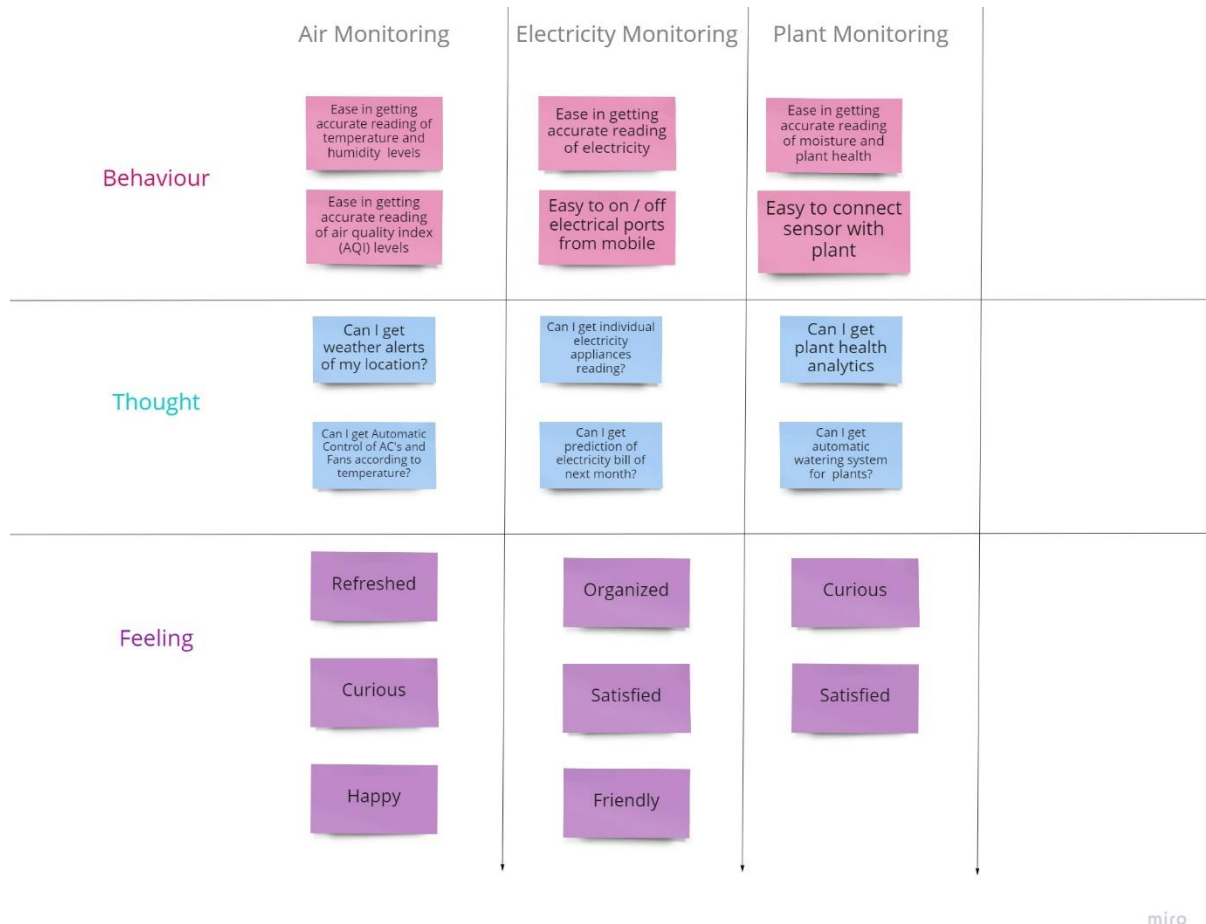 Air Monitoring
Electricity Monitoring
Plant Monitoring
Behaviour
Ease in getting
accurate reading of
temperature and
humidity levels
Ease in getting
accurate reading
of electricity
Ease in getting
accurate reading
of moisture and
plant health
Ease in getting
accurate reading
of air quality index
(AQI) levels
Easy to on / off
electrical ports
from mobile
Easy to connect
sensor with
plant
Thought
Can I get
weather alerts
of my location?
Can I get individual
electricity
appliances
reading?
Can I get
plant health
analytics
Can I get Automatic
Control of AC's and
Fans according to
temperature?
Can I get
prediction of
electricity bill of
next month?
Can I get
automatic
watering system
for plants?
Feeling
Refreshed
Organized
Curious
Curious
Satisfied
Satisfied
Happy
Friendly
miro